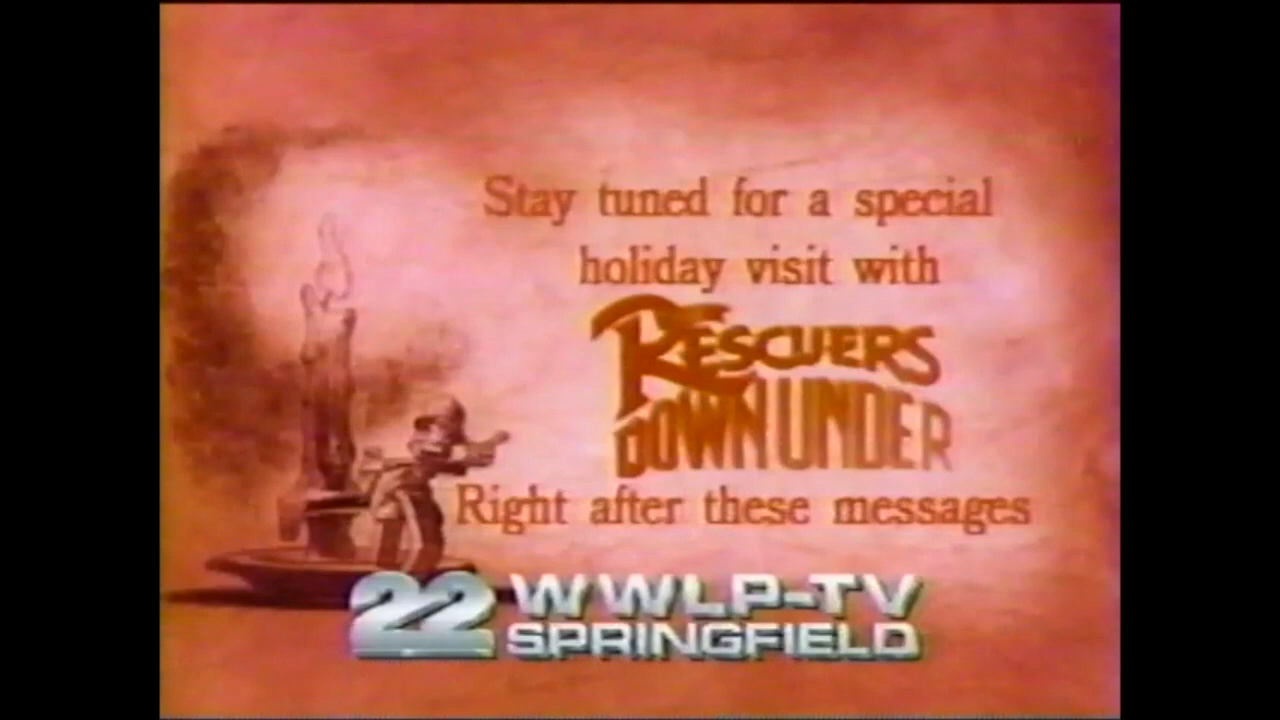 Stay tuned for a special
holiday visit with
RESCUERS
DOWN UNDER
Right after these messages
22 WWLP-TV
SPRINGFIELD